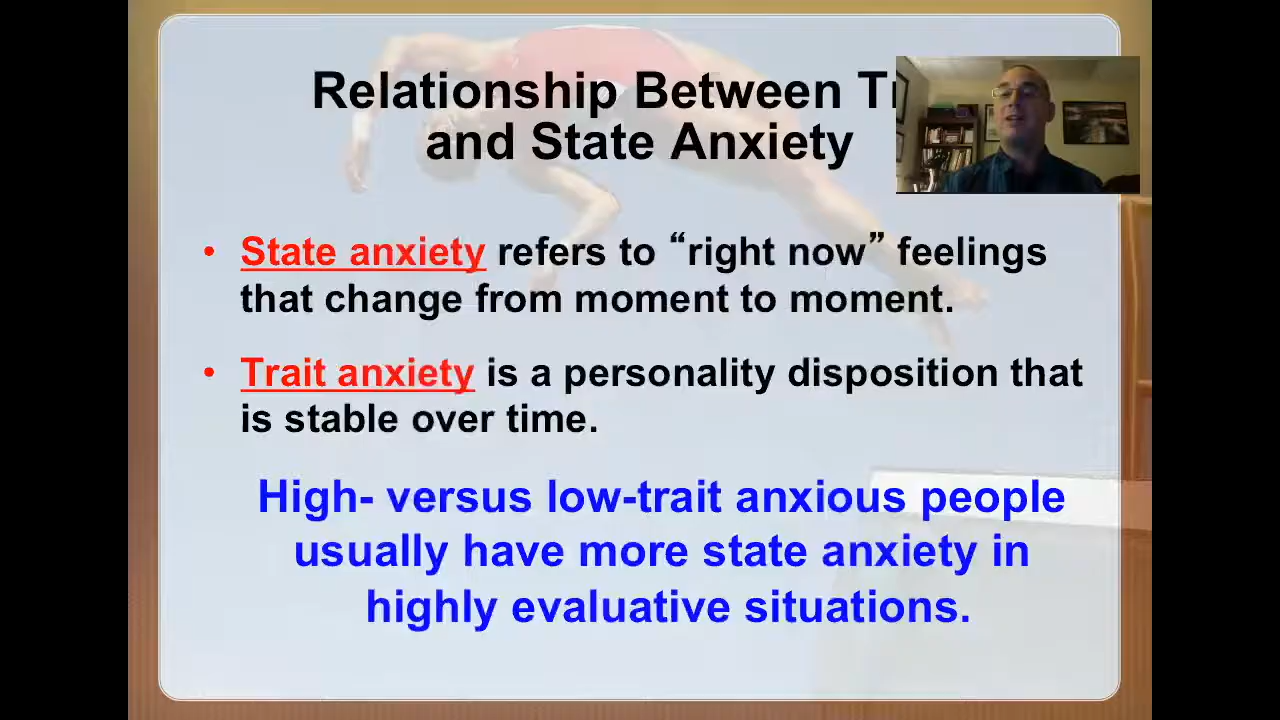 Relationship Between
and State Anxiety
• State anxiety refers to “right now” feelings
that change from moment to moment.
• Trait anxiety is a personality disposition that
is stable over time.
High- versus low-trait anxious people
usually have more state anxiety in
highly evaluative situations.